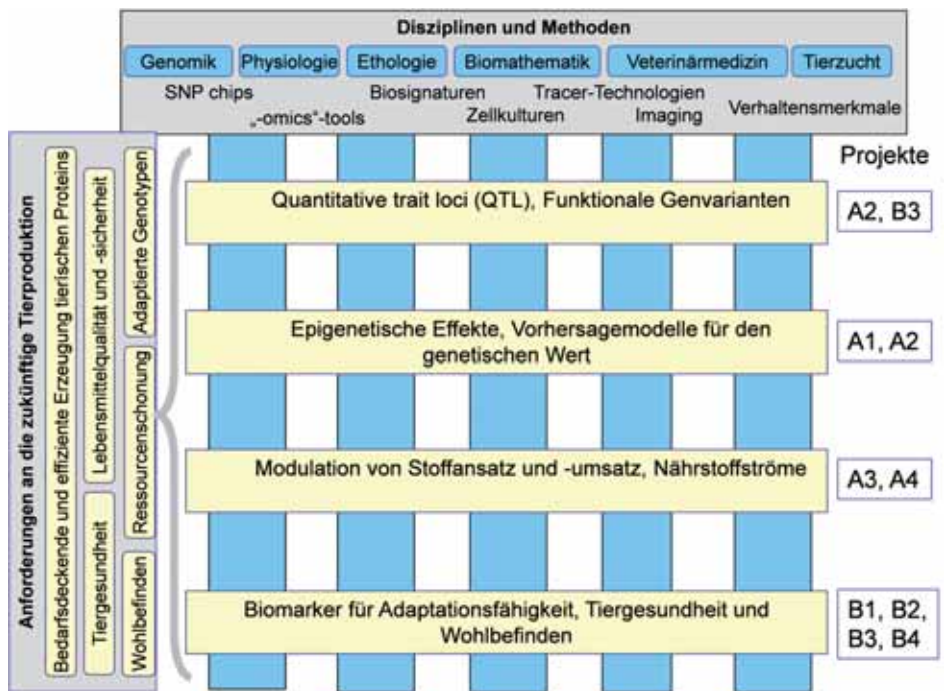 Disziplinen und Methoden
Genomik
Physiologie
Ethologie
Biomathematik
Veterinärmedizin
Tierzucht
SNP chips
„-omics“-tools
Biosignaturen
Zellkulturen
Tracer-Technologien
Imaging
Verhaltensmerkmale
Anforderungen an die zukünftige Tierproduktion
Bedarfsdeckende und effiziente Erzeugung tierischen Proteins
Lebensmittelqualität und -sicherheit
Tiergesundheit
Adaptierte Genotypen
Ressourcenschonung
Wohlbefinden
Projekte
Quantitative trait loci (QTL), Funktionale Genvarianten
A2, B3
Epigenetische Effekte, Vorhersagemodelle für den
genetischen Wert
A1, A2
Modulation von Stoffansatz und -umsatz, Nährstoffströme
A3, A4
Biomarker für Adaptationsfähigkeit, Tiergesundheit und
Wohlbefinden
B1, B2,
B3, B4